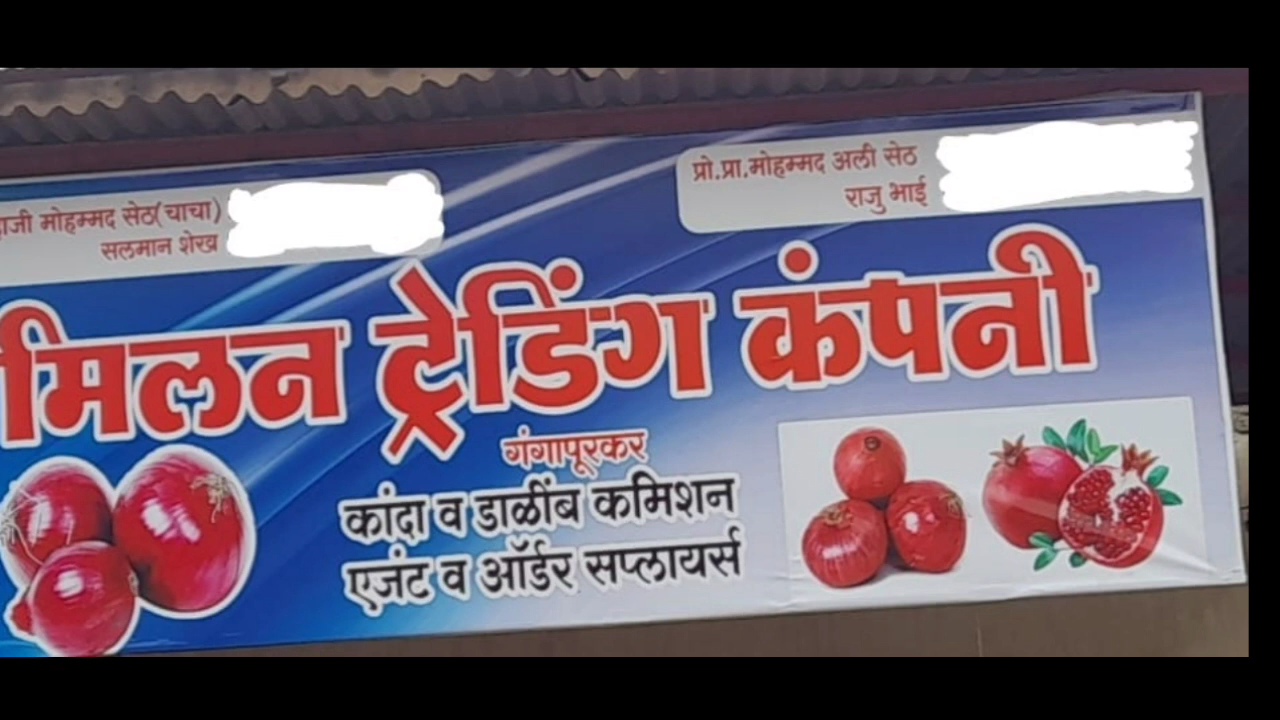 मोहम्मद सेठ(चाचा)
सलमान शेख
प्रो.प्रा.मोहम्मद अली सेठ
राजु भाई
मिलन ट्रेडिंग कंपनी
गंगापूरकर
कांदा व डाळींब कमिशन
एजंट व ऑर्डर सप्लायर्स